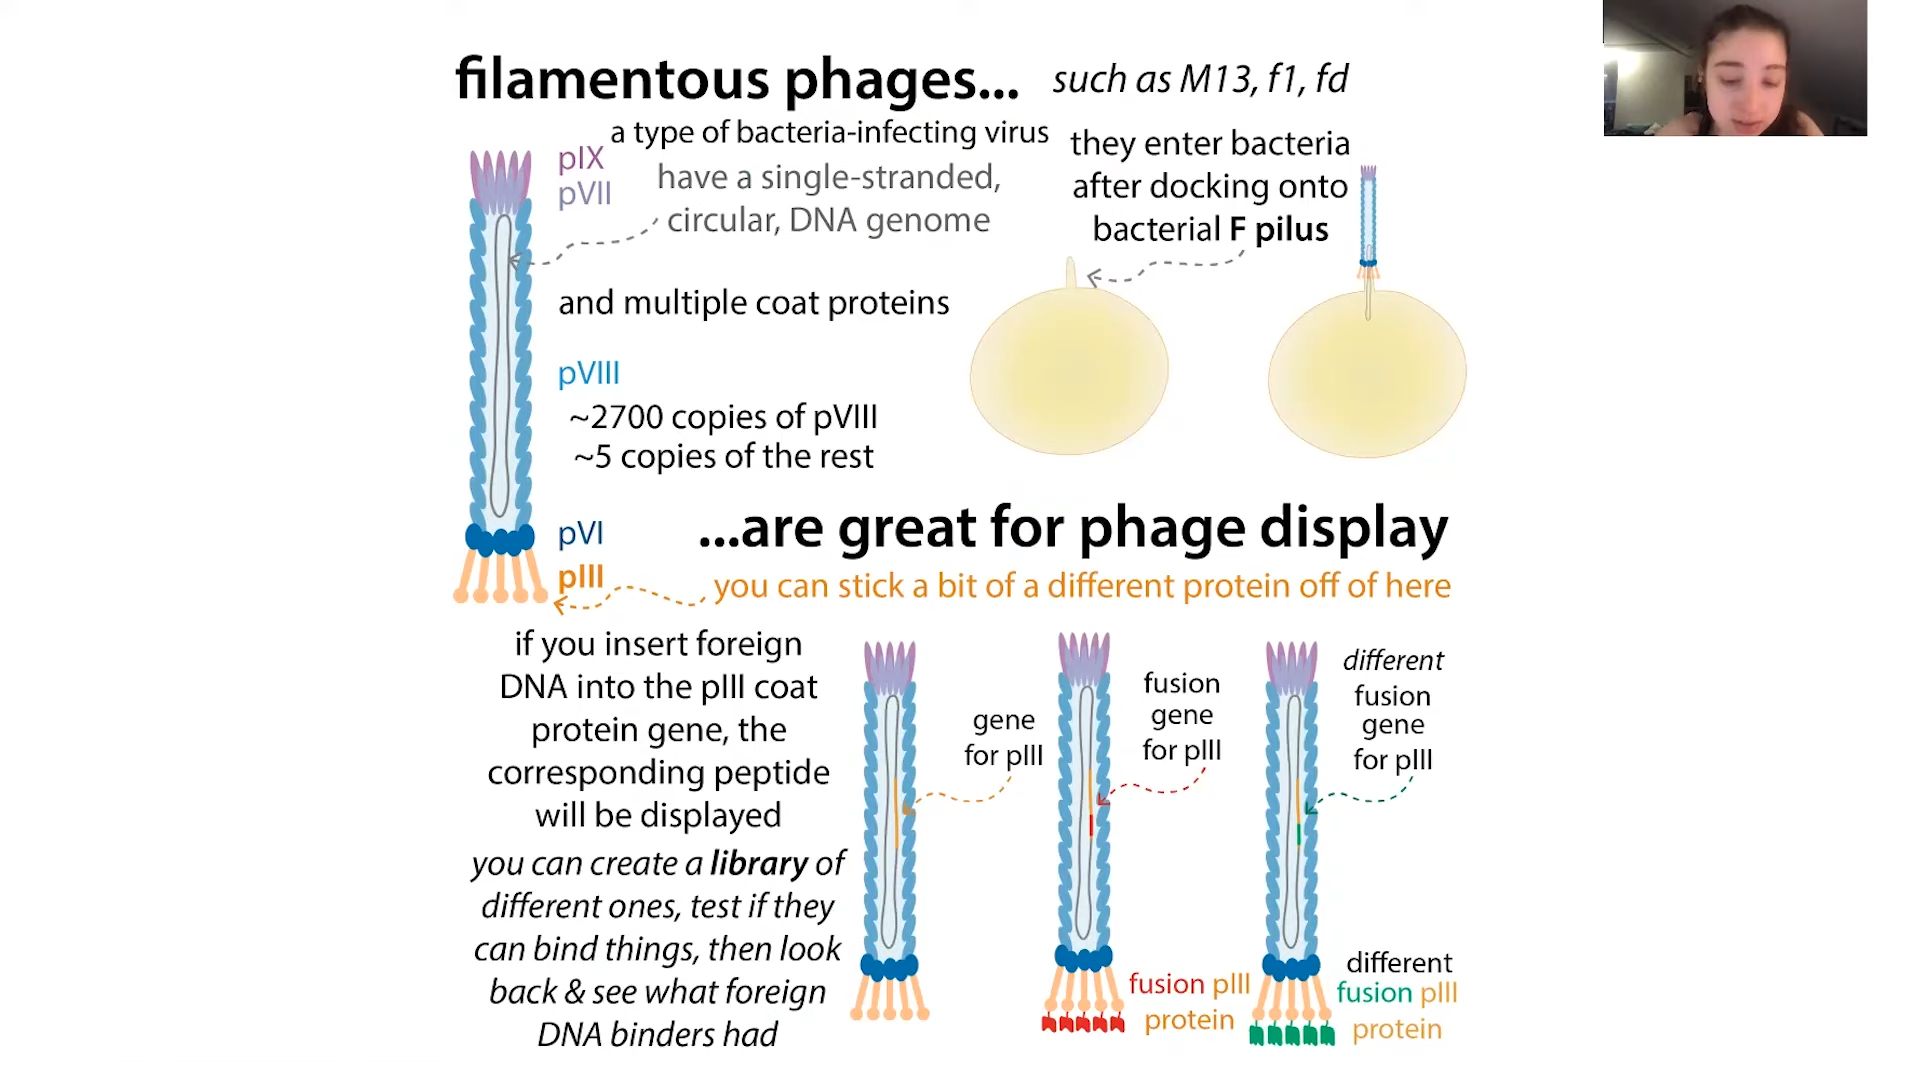 filamentous phages... such as M13, f1, fd
a type of bacteria-infecting virus
pIX
pVII
have a single-stranded,
circular, DNA genome
they enter bacteria
after docking onto
bacterial F pilus
and multiple coat proteins
pVIII
~2700 copies of pVIII
~5 copies of the rest
pVI
pIII
...are great for phage display
you can stick a bit of a different protein off of here
if you insert foreign
DNA into the pIII coat
protein gene, the
corresponding peptide
will be displayed
you can create a library of
different ones, test if they
can bind things, then look
back & see what foreign
DNA binders had
gene
for pIII
fusion
gene
for pIII
fusion pIII
protein
different
fusion
gene
for pIII
different
fusion pIII
protein